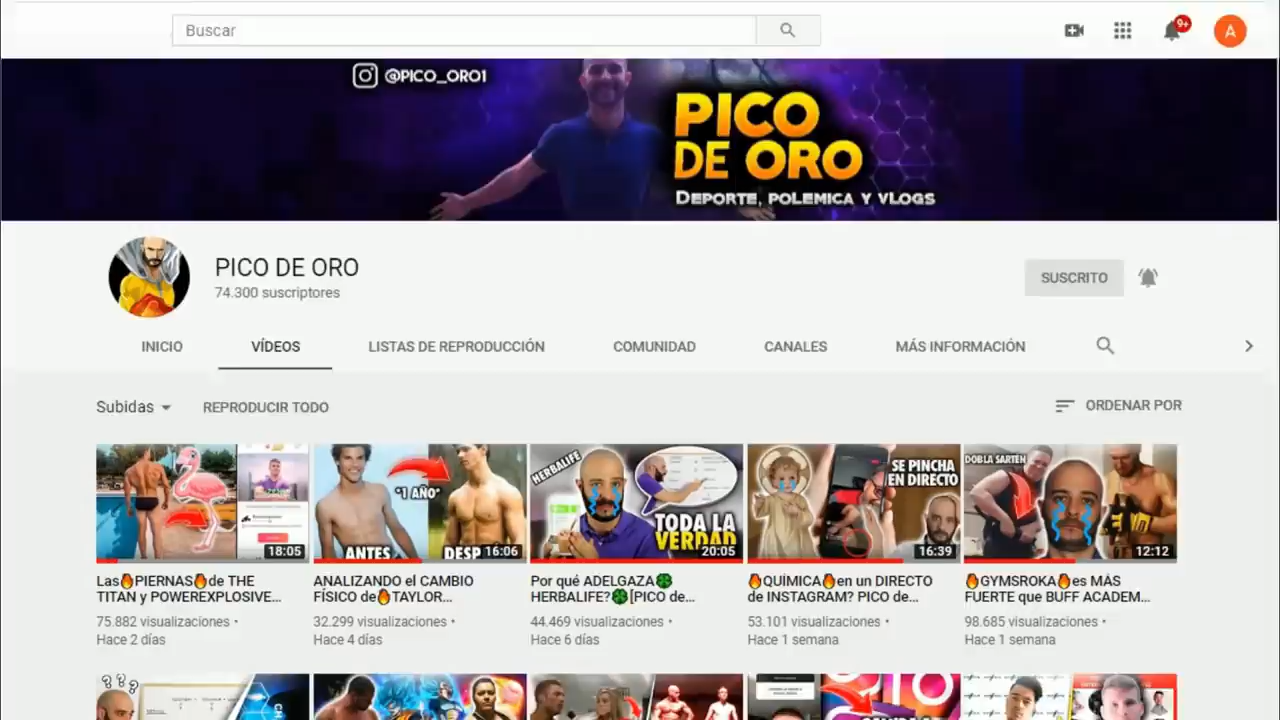 Buscar
9+
A
@PICO_ORO1
PICO
DE ORO
DEPORTE, POLEMICA Y VLOGS
PICO DE ORO
74.300 suscriptores
SUSCRITO
INICIO
VÍDEOS
LISTAS DE REPRODUCCIÓN
COMUNIDAD
CANALES
MÁS INFORMACIÓN
Subidas
REPRODUCIR TODO
ORDENAR POR
18:05
"1 AÑO"
ANTES
DESP
16:06
HERBALIFE
TODA LA
VERDAD
20:05
SE PINCHA
EN DIRECTO
16:39
DOBLA SARTÉN
12:12
Las🔥PIERNAS🔥de THE
TITAN y POWEREXPLOSIVE...
75.882 visualizaciones •
Hace 2 días
ANALIZANDO el CAMBIO
FÍSICO de🔥TAYLOR...
32.299 visualizaciones •
Hace 4 días
Por qué ADELGAZA🍀
HERBALIFE?🍀[PICO de...
44.469 visualizaciones •
Hace 6 días
🔥QUÍMICA🔥en un DIRECTO
de INSTAGRAM? PICO de...
53.101 visualizaciones •
Hace 1 semana
🔥GYMSROKA🔥es MÁS
FUERTE que BUFF ACADEM...
98.685 visualizaciones •
Hace 1 semana
???